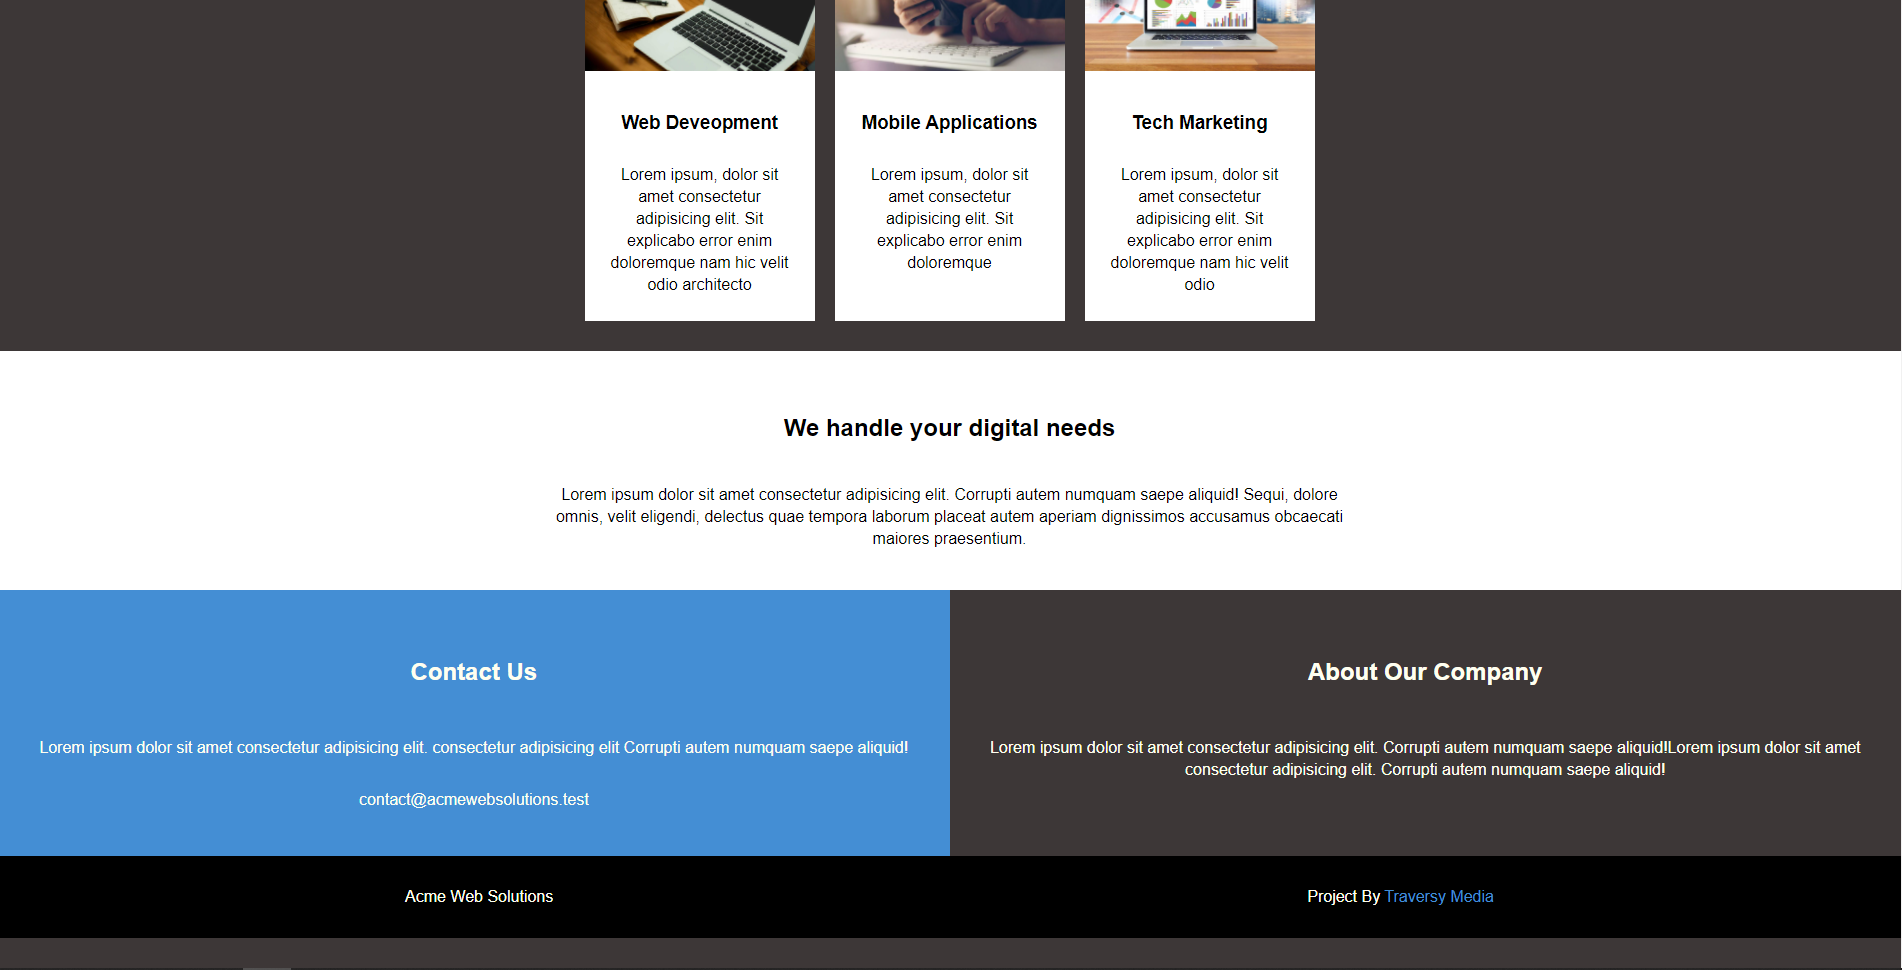 Web Deveopment
Lorem ipsum, dolor sit
amet consectetur
adipisicing elit. Sit
explicabo error enim
doloremque nam hic velit
odio architecto
Mobile Applications
Lorem ipsum, dolor sit
amet consectetur
adipisicing elit. Sit
explicabo error enim
doloremque
Tech Marketing
Lorem ipsum, dolor sit
amet consectetur
adipisicing elit. Sit
explicabo error enim
doloremque nam hic velit
odio
We handle your digital needs
Lorem ipsum dolor sit amet consectetur adipisicing elit. Corrupti autem numquam saepe aliquid! Sequi, dolore
omnis, velit eligendi, delectus quae tempora laborum placeat autem aperiam dignissimos accusamus obcaecati
maiores praesentium.
Contact Us
Lorem ipsum dolor sit amet consectetur adipisicing elit. consectetur adipisicing elit Corrupti autem numquam saepe aliquid!
contact@acmewebsolutions.test
About Our Company
Lorem ipsum dolor sit amet consectetur adipisicing elit. Corrupti autem numquam saepe aliquid!Lorem ipsum dolor sit amet
consectetur adipisicing elit. Corrupti autem numquam saepe aliquid!
Acme Web Solutions
Project By Traversy Media